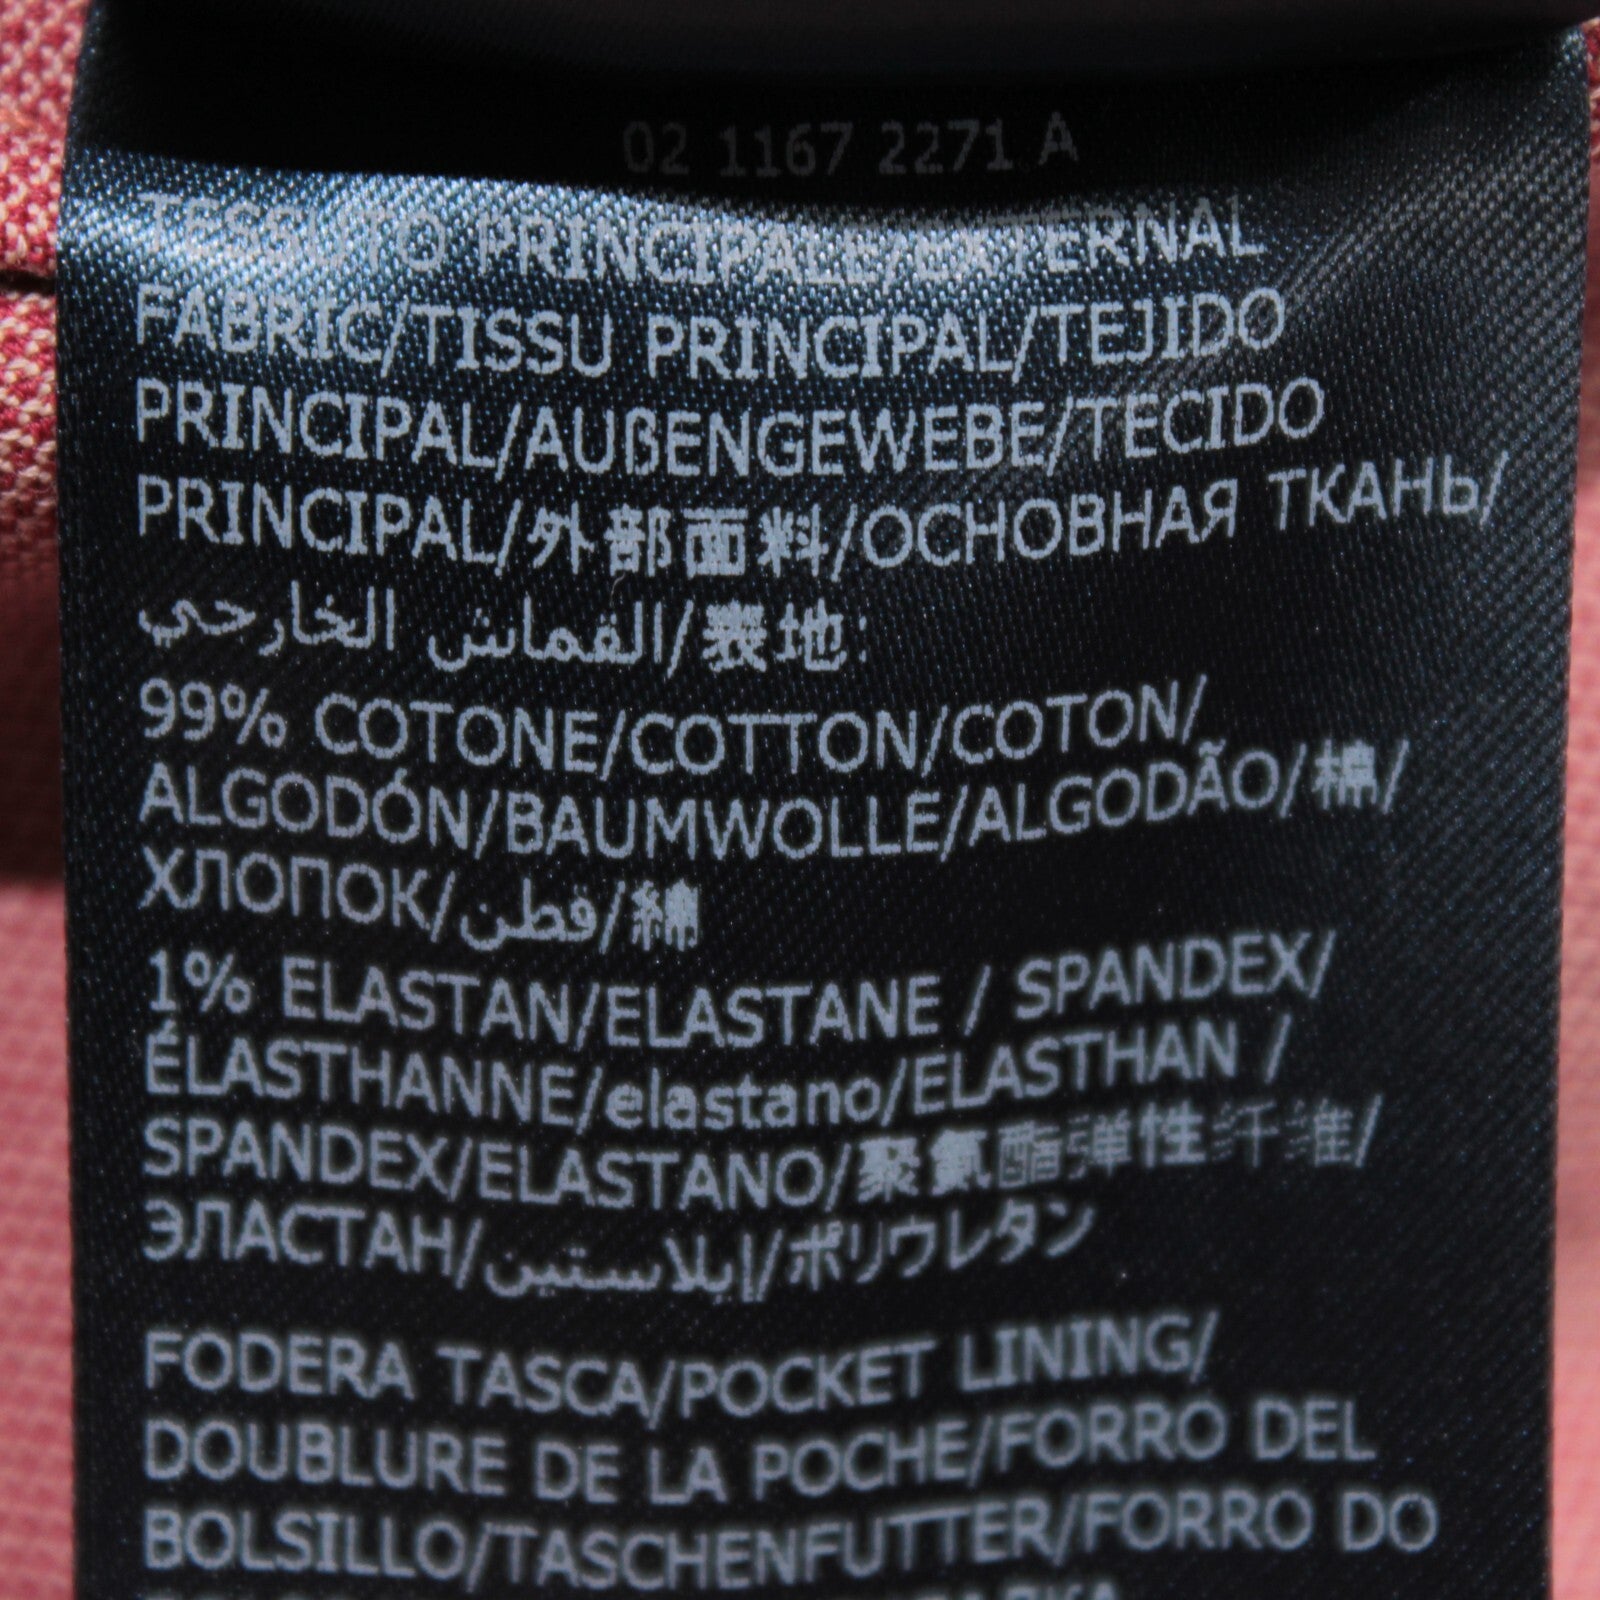 02 1167 2271 A
TESSUTO PRINCIPALE/EXTERNAL
FABRIC/TISSU PRINCIPAL/TEJIDO
PRINCIPAL/AUßENGEWEBE/TECIDO
PRINCIPAL/外部面料/ОСНОВНАЯ ТКАНЬ/
القماش الخارجي/表地:
99% COTONE/COTTON/COTON/
ALGODÓN/BAUMWOLLE/ALGODÃO/棉/
ХЛОПОК/قطن/綿
1% ELASTAN/ELASTANE / SPANDEX/
ÉLASTHANNE/elastano/ELASTHAN /
SPANDEX/ELASTANO/聚氨酯弹性纤维/
ЭЛАСТАН/إيلاستين/ポリウレタン
FODERA TASCA/POCKET LINING/
DOUBLURE DE LA POCHE/FORRO DEL
BOLSILLO/TASCHENFUTTER/FORRO DO